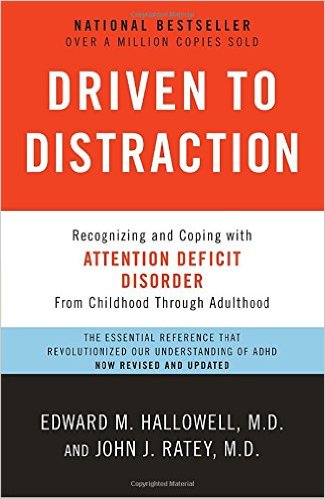 NATIONAL BESTSELLER
OVER A MILLION COPIES SOLD
DRIVEN TO
DISTRACTION
Recognizing and Coping with
ATTENTION DEFICIT
DISORDER
From Childhood Through Adulthood
THE ESSENTIAL REFERENCE THAT
REVOLUTIONIZED OUR UNDERSTANDING OF ADHD
NOW REVISED AND UPDATED
EDWARD M. HALLOWELL, M.D.
AND JOHN J. RATEY, M.D.
Copyrighted Material